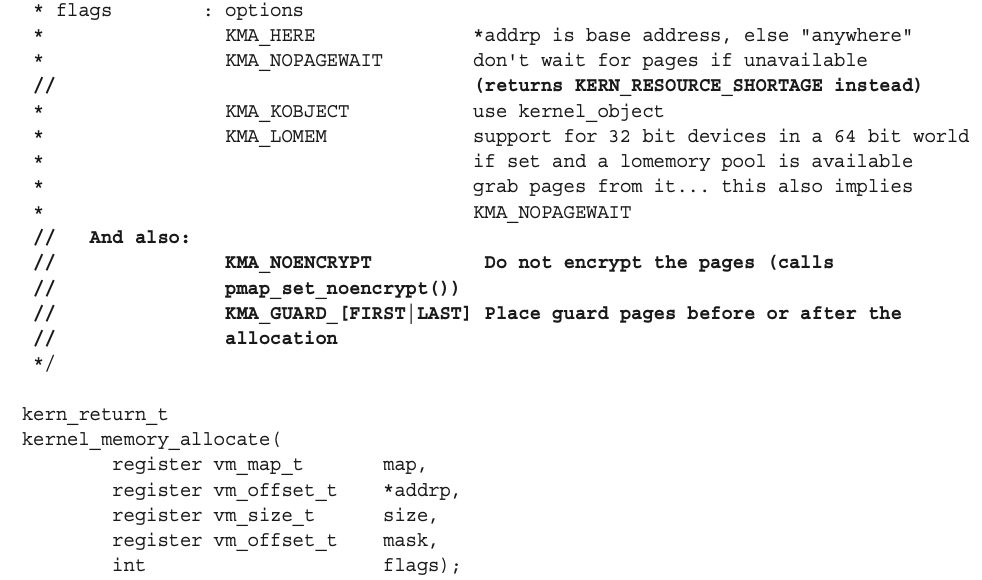 * flags        : options
*                KMA_HERE              *addrp is base address, else "anywhere"
*                KMA_NOPAGEWAIT        don't wait for pages if unavailable
//                                     (returns KERN_RESOURCE_SHORTAGE instead)
*                KMA_KOBJECT           use kernel_object
*                KMA_LOMEM             support for 32 bit devices in a 64 bit world
*                                      if set and a lomemory pool is available
*                                      grab pages from it... this also implies
*                                      KMA_NOPAGEWAIT
//   And also:
//               KMA_NOENCRYPT          Do not encrypt the pages (calls
//               pmap_set_noencrypt())
//               KMA_GUARD_[FIRST|LAST] Place guard pages before or after the
//               allocation
*/
kern_return_t
kernel_memory_allocate(
        register vm_map_t       map,
        register vm_offset_t    *addrp,
        register vm_size_t      size,
        register vm_offset_t    mask,
        int                     flags);